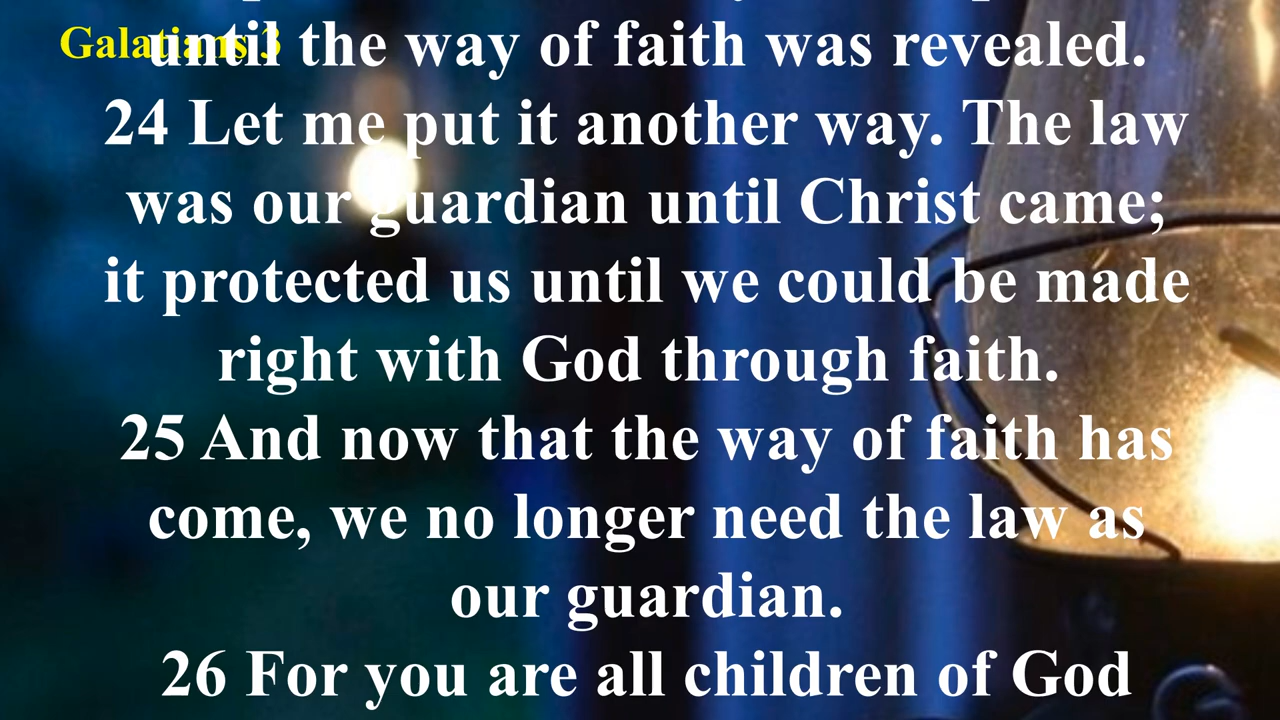 Galatians 3
until the way of faith was revealed.
24 Let me put it another way. The law
was our guardian until Christ came;
it protected us until we could be made
right with God through faith.
25 And now that the way of faith has
come, we no longer need the law as
our guardian.
26 For you are all children of God